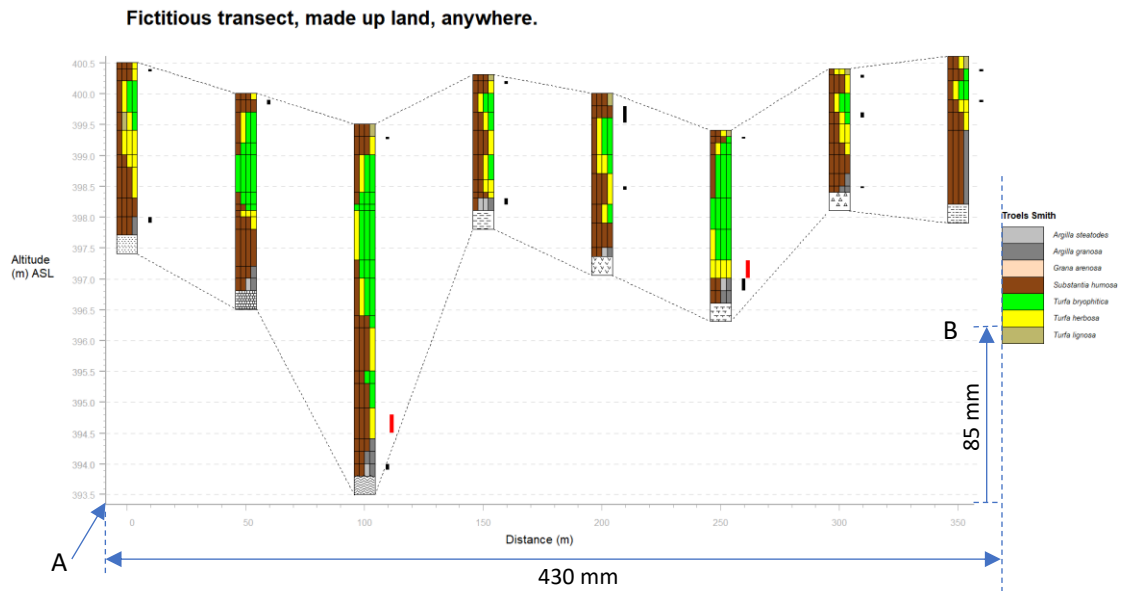 Fictitious transect, made up land, anywhere.
400.5
400.0
399.5
399.0
398.5
398.0
397.5
397.0
396.5
396.0
395.5
395.0
394.5
394.0
393.5
Altitude
(m) ASL
0 50 100 150 200 250 300 350
Distance (m)
Troels Smith
Argilla steatodes
Argilla granosa
Grana arenosa
Substantia humosa
Turfa bryophitica
Turfa herbosa
Turfa lignosa
B
85 mm
A
430 mm